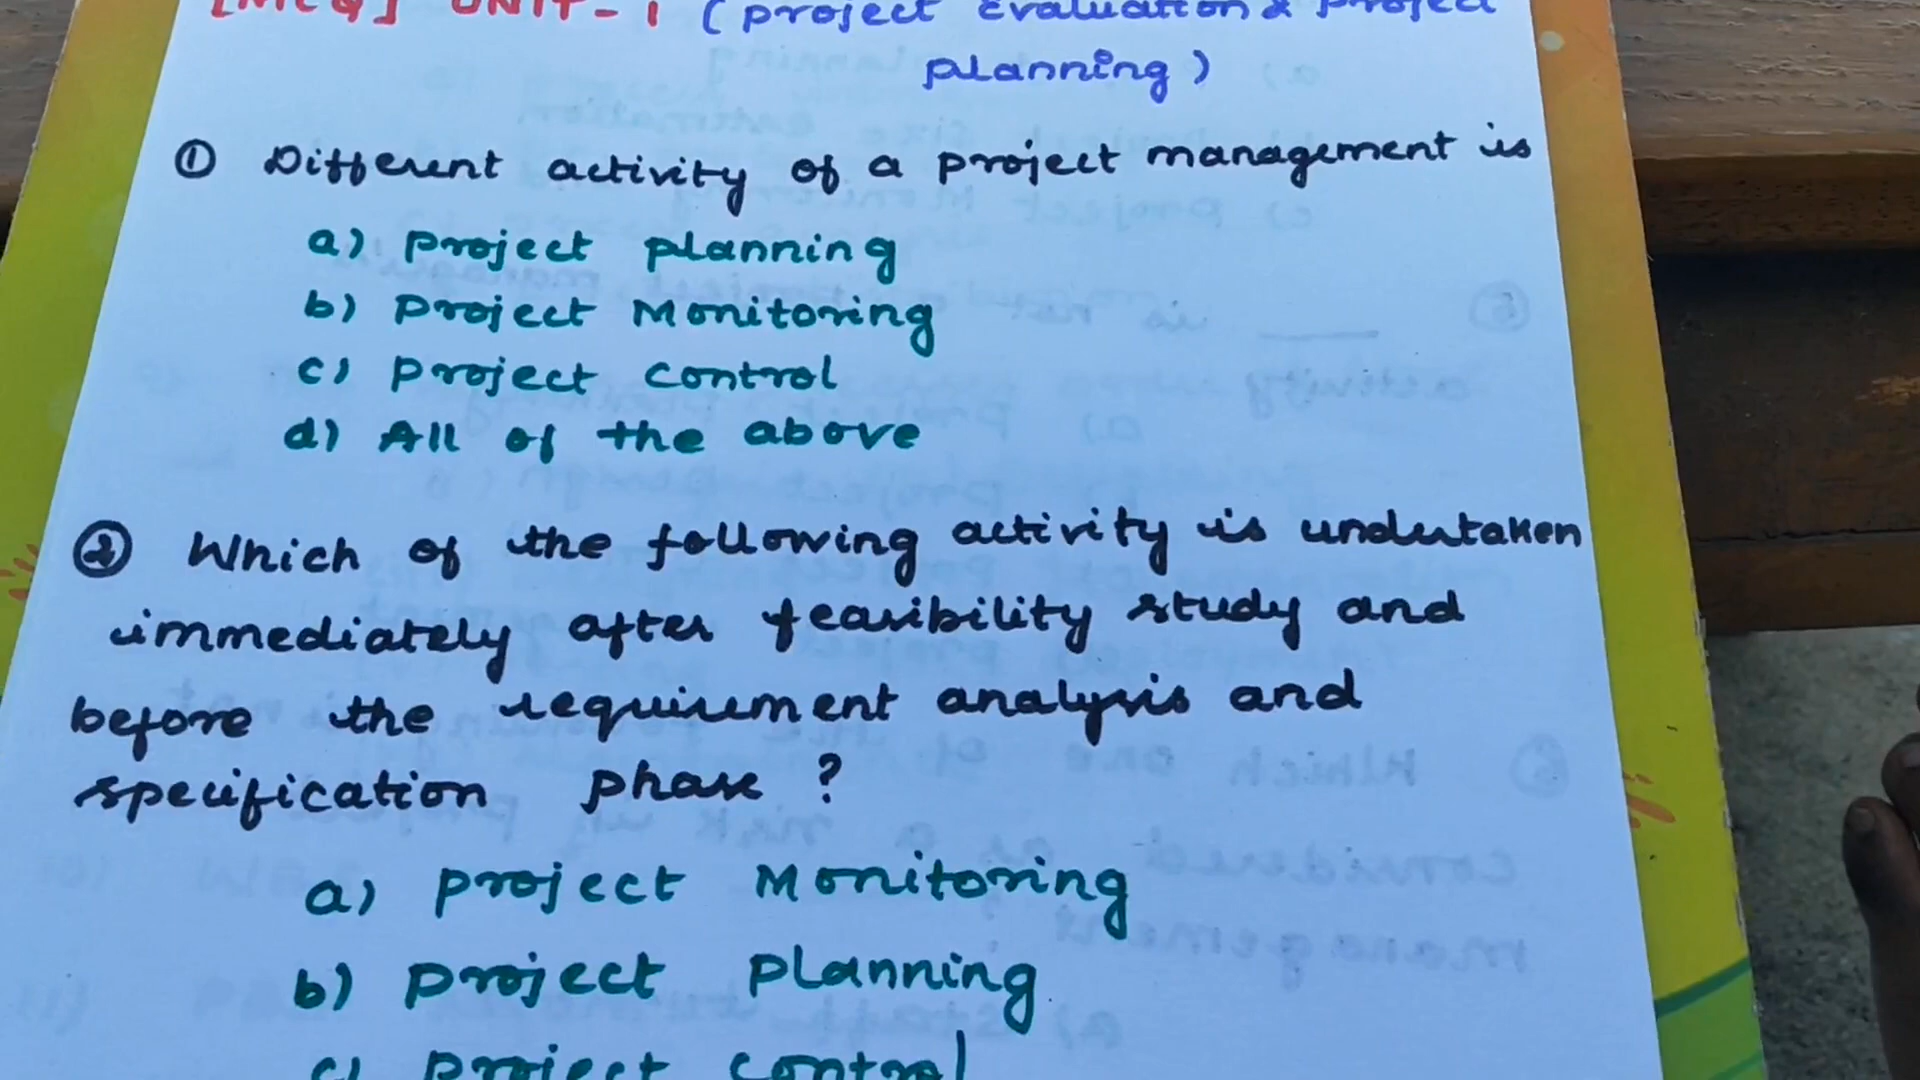 [MCQ] UNIT-1 (project Evaluation & project
planning)
① Different activity of a project management is
a) project planning
b) project Monitoring
c) project control
d) All of the above
② Which of the following activity is undertaken
immediately after feasibility study and
before the requirement analysis and
specification phase?
a) project Monitoring
b) project planning
c) project control